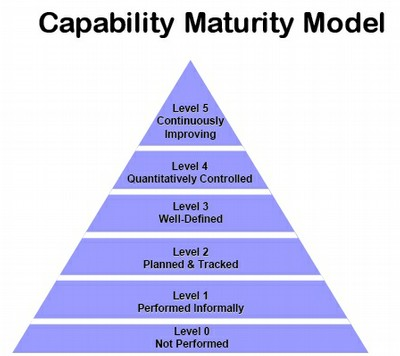 Capability Maturity Model
Level 5
Continuously
Improving
Level 4
Quantitatively Controlled
Level 3
Well-Defined
Level 2
Planned & Tracked
Level 1
Performed Informally
Level 0
Not Performed